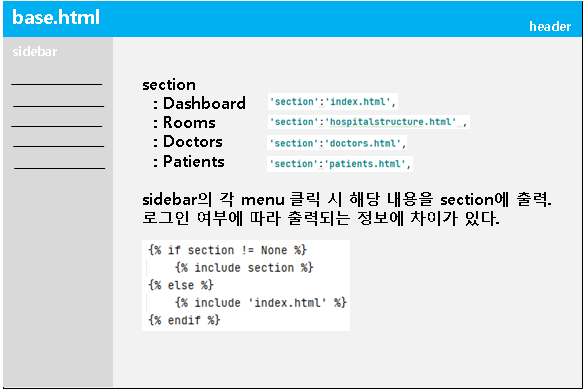 base.html
header
sidebar
section
: Dashboard 'section':'index.html',
: Rooms 'section':'hospitalstructure.html' ,
: Doctors 'section':'doctors.html',
: Patients 'section':'patients.html',
sidebar의 각 menu 클릭 시 해당 내용을 section에 출력.
로그인 여부에 따라 출력되는 정보에 차이가 있다.
{% if section != None %}
{% include section %}
{% else %}
{% include 'index.html' %}
{% endif %}